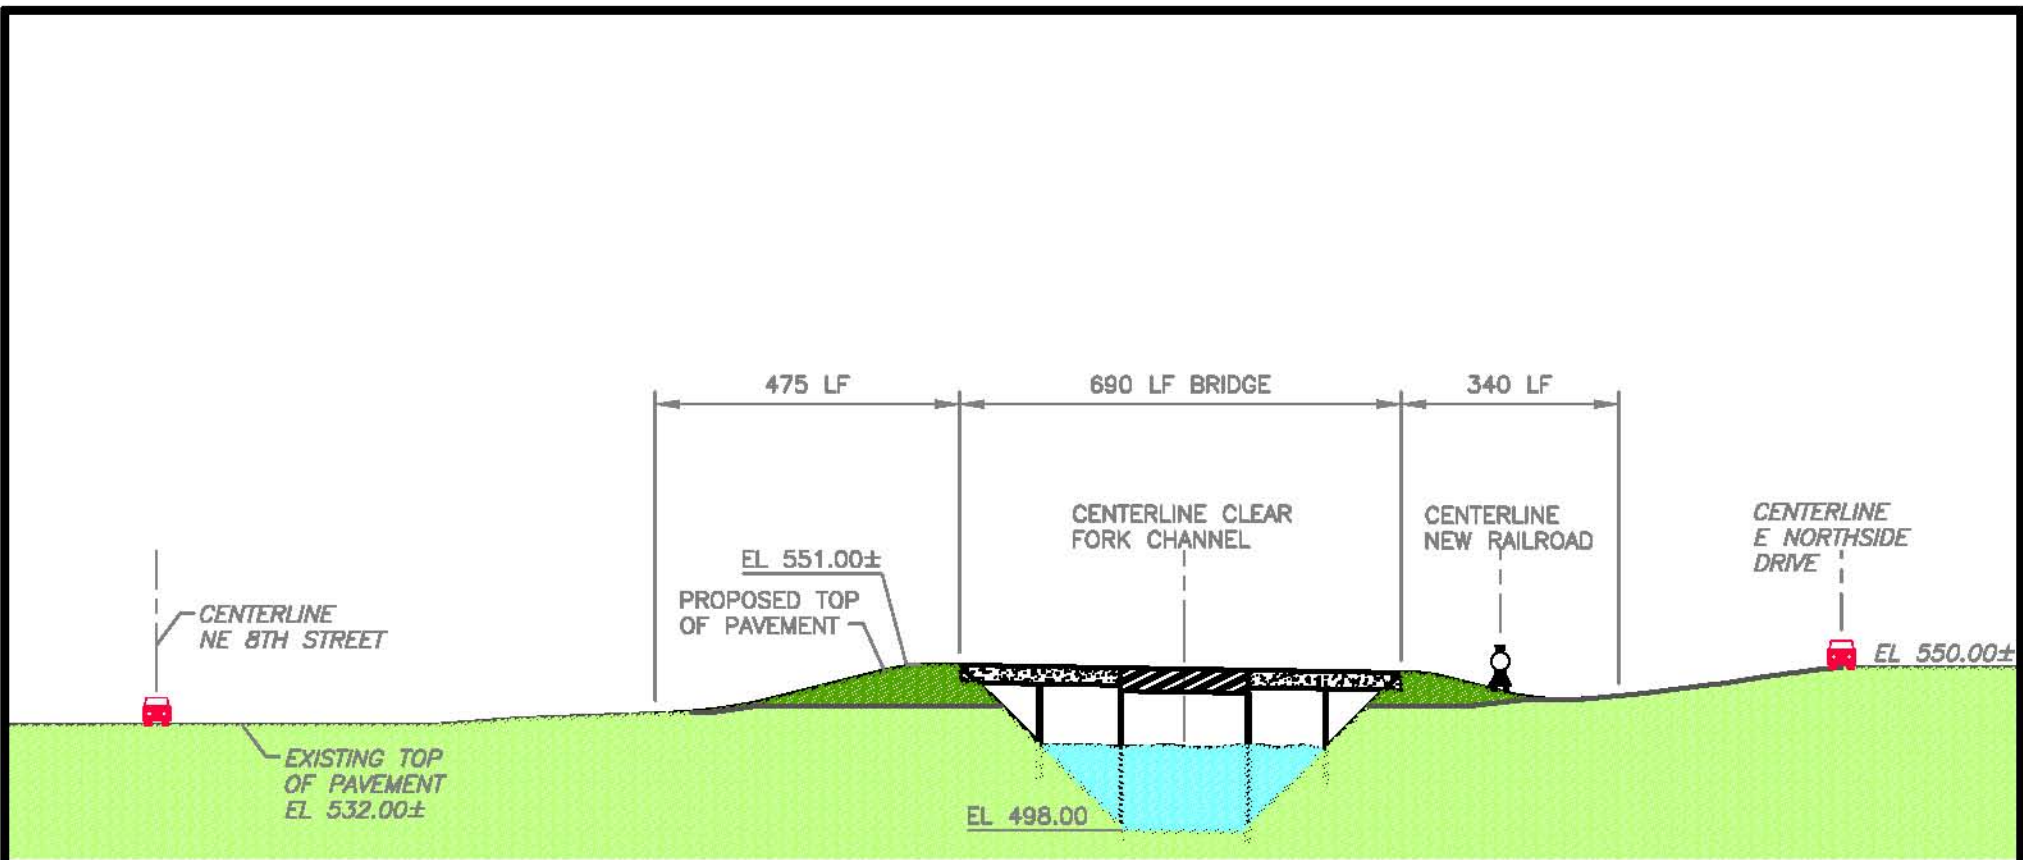 475 LF
690 LF BRIDGE
340 LF
CENTERLINE CLEAR
FORK CHANNEL
CENTERLINE
NEW RAILROAD
CENTERLINE
E NORTHSIDE
DRIVE
EL 551.00±
PROPOSED TOP
OF PAVEMENT
CENTERLINE
NE 8TH STREET
EL 550.00±
EXISTING TOP
OF PAVEMENT
EL 532.00±
EL 498.00